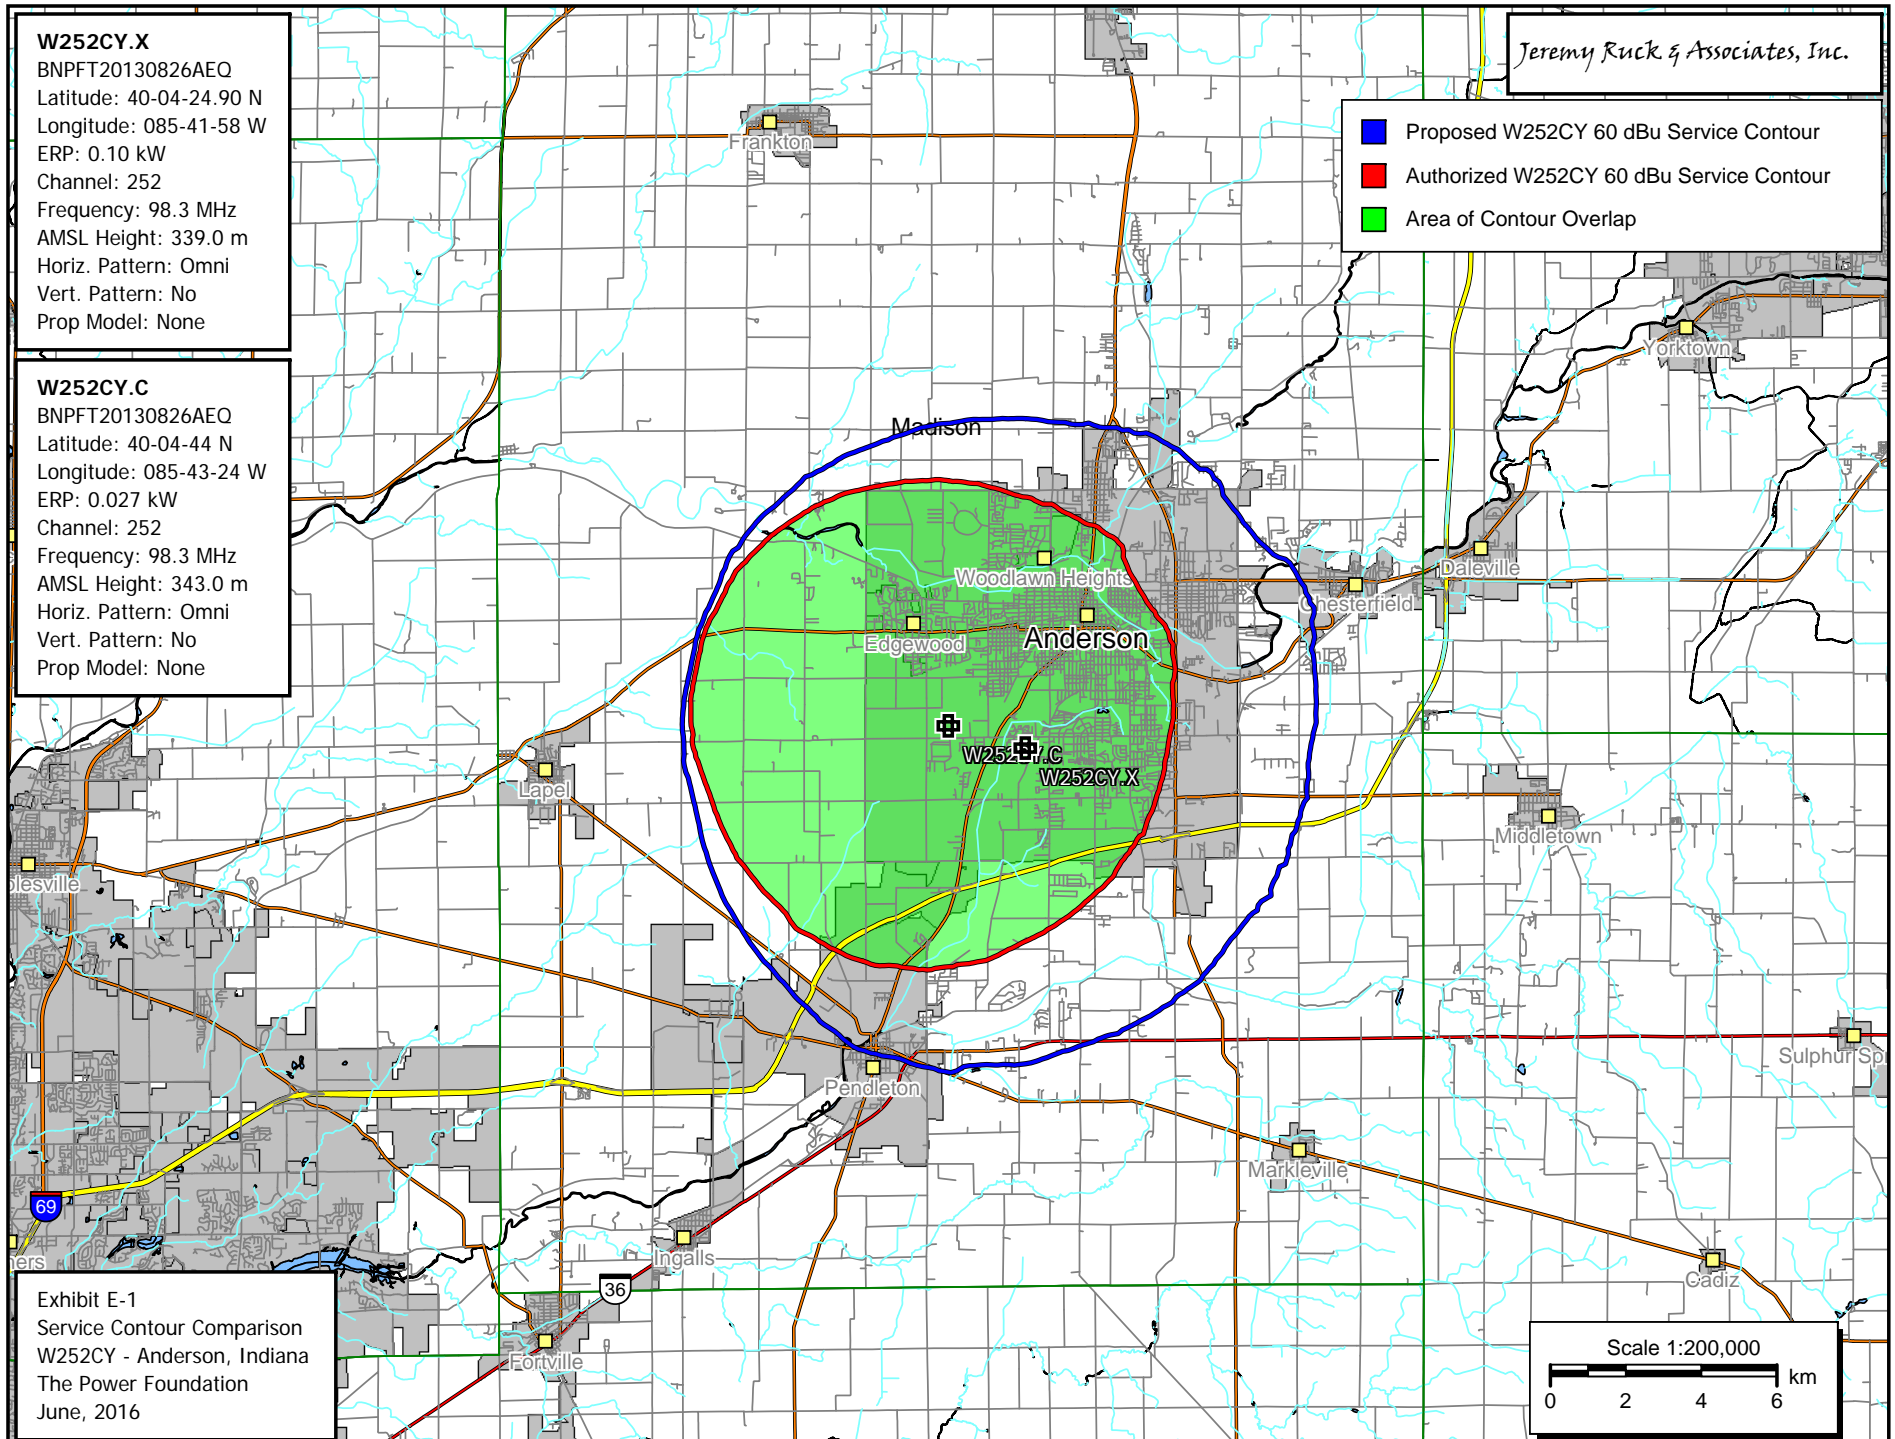 W252CY.X
BNPFT20130826AEQ
Latitude: 40-04-24.90 N
Longitude: 085-41-58 W
ERP: 0.10 kW
Channel: 252
Frequency: 98.3 MHz
AMSL Height: 339.0 m
Horiz. Pattern: Omni
Vert. Pattern: No
Prop Model: None
W252CY.C
BNPFT20130826AEQ
Latitude: 40-04-44 N
Longitude: 085-43-24 W
ERP: 0.027 kW
Channel: 252
Frequency: 98.3 MHz
AMSL Height: 343.0 m
Horiz. Pattern: Omni
Vert. Pattern: No
Prop Model: None
Jeremy Ruck & Associates, Inc.
Proposed W252CY 60 dBu Service Contour
Authorized W252CY 60 dBu Service Contour
Area of Contour Overlap
Frankton
Yorktown
Madison
Woodlawn Heights
Daleville
Chesterfield
Edgewood
Anderson
W252CY.C
W252CY.X
Lapel
Middletown
olesville
Pendleton
Sulphur Spr
Markleville
69
Ingalls
ners
36
Cadiz
Fortville
Exhibit E-1
Service Contour Comparison
W252CY - Anderson, Indiana
The Power Foundation
June, 2016
Scale 1:200,000
km
0 2 4 6